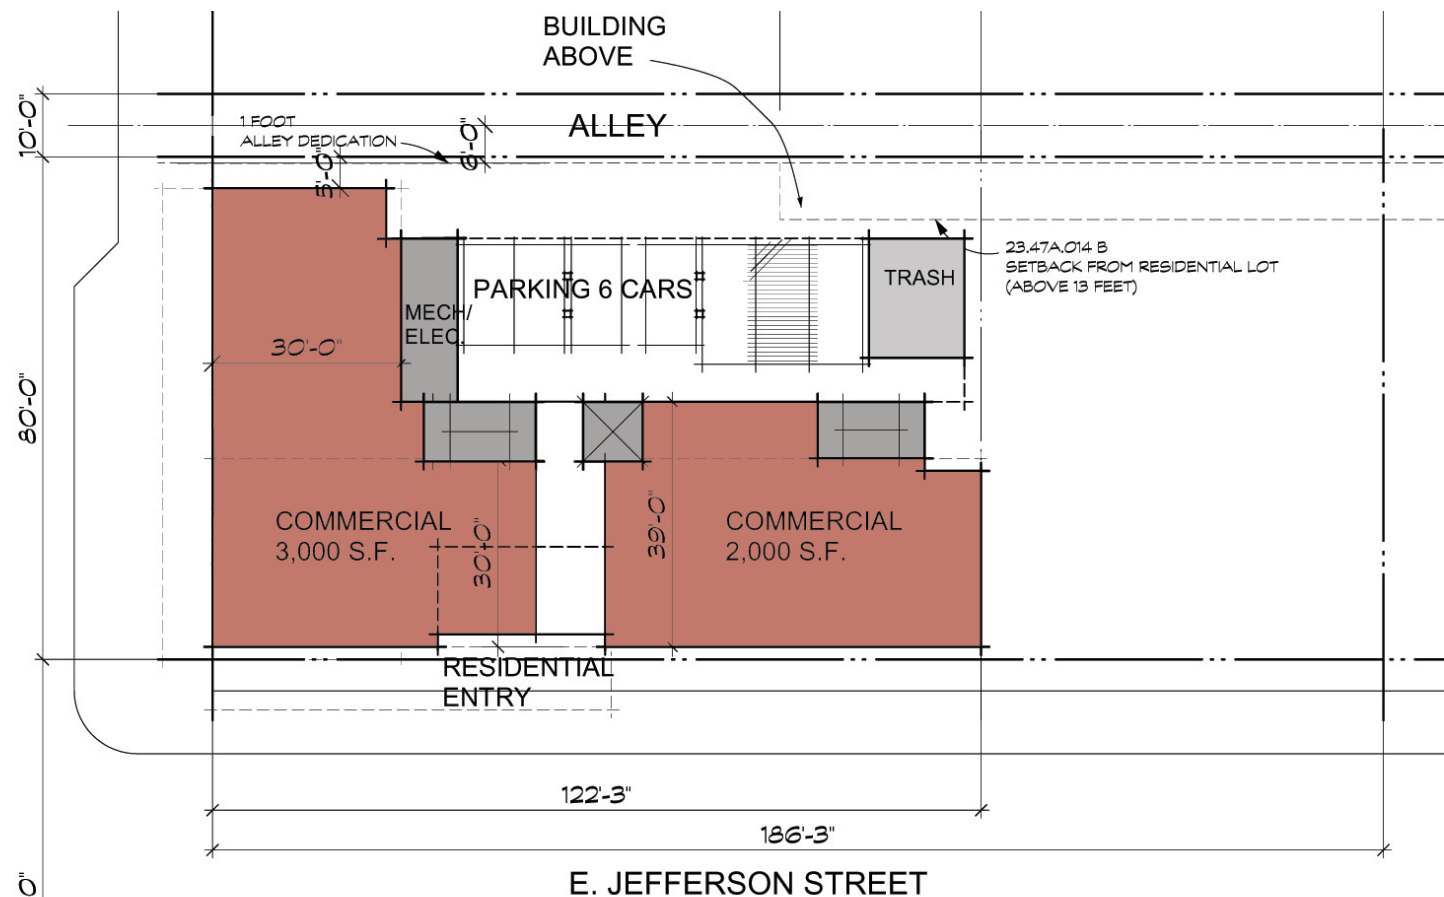 BUILDING
ABOVE
10'-0"
1 FOOT
ALLEY DEDICATION
5'-0"
6'-0"
ALLEY
23.47A.014 B
SETBACK FROM RESIDENTIAL LOT
(ABOVE 13 FEET)
PARKING 6 CARS
TRASH
MECH/
ELEC.
30'-0"
80'-0"
COMMERCIAL
3,000 S.F.
30'-0"
39'-0"
COMMERCIAL
2,000 S.F.
RESIDENTIAL
ENTRY
122'-3"
186'-3"
0"
E. JEFFERSON STREET